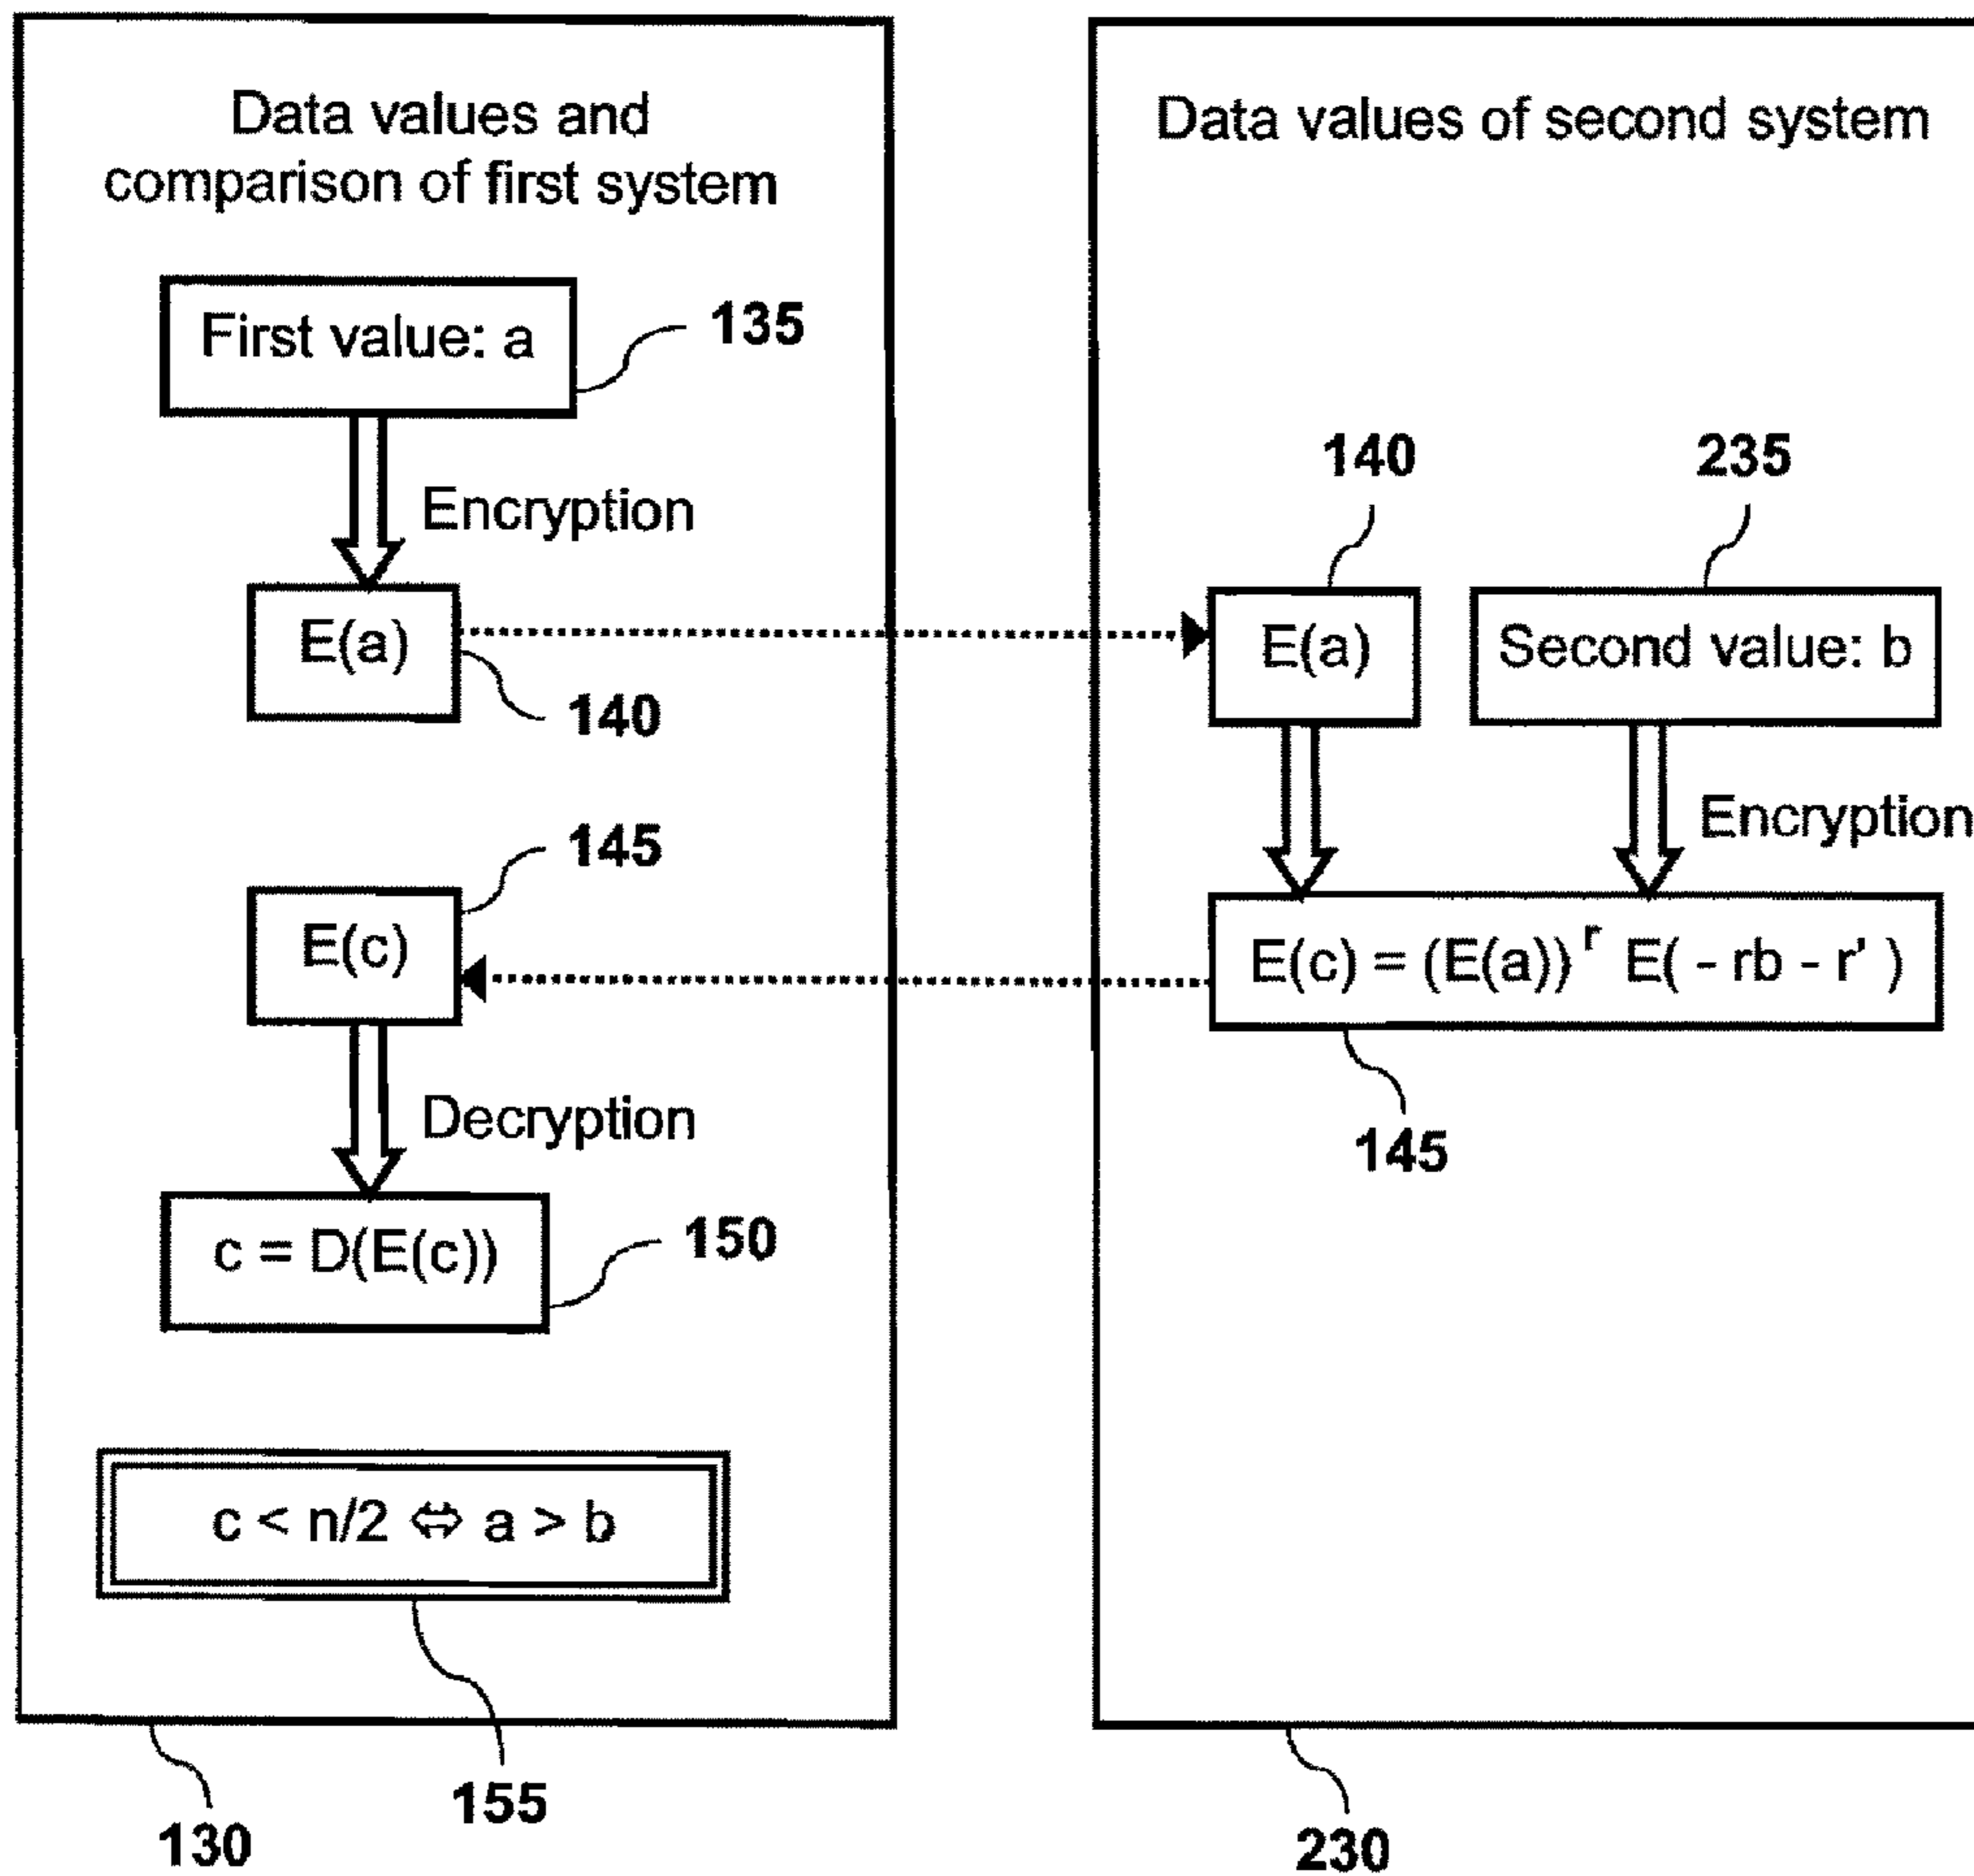 Data values and
comparison of first system
First value: a
135
Encryption
E(a)
140
145
E(c)
Decryption
c = D(E(c))
150
c < n/2 ⇔ a > b
155
130
Data values of second system
140
235
E(a)
Second value: b
Encryption
E(c) = (E(a))^r E( - rb - r' )
145
230